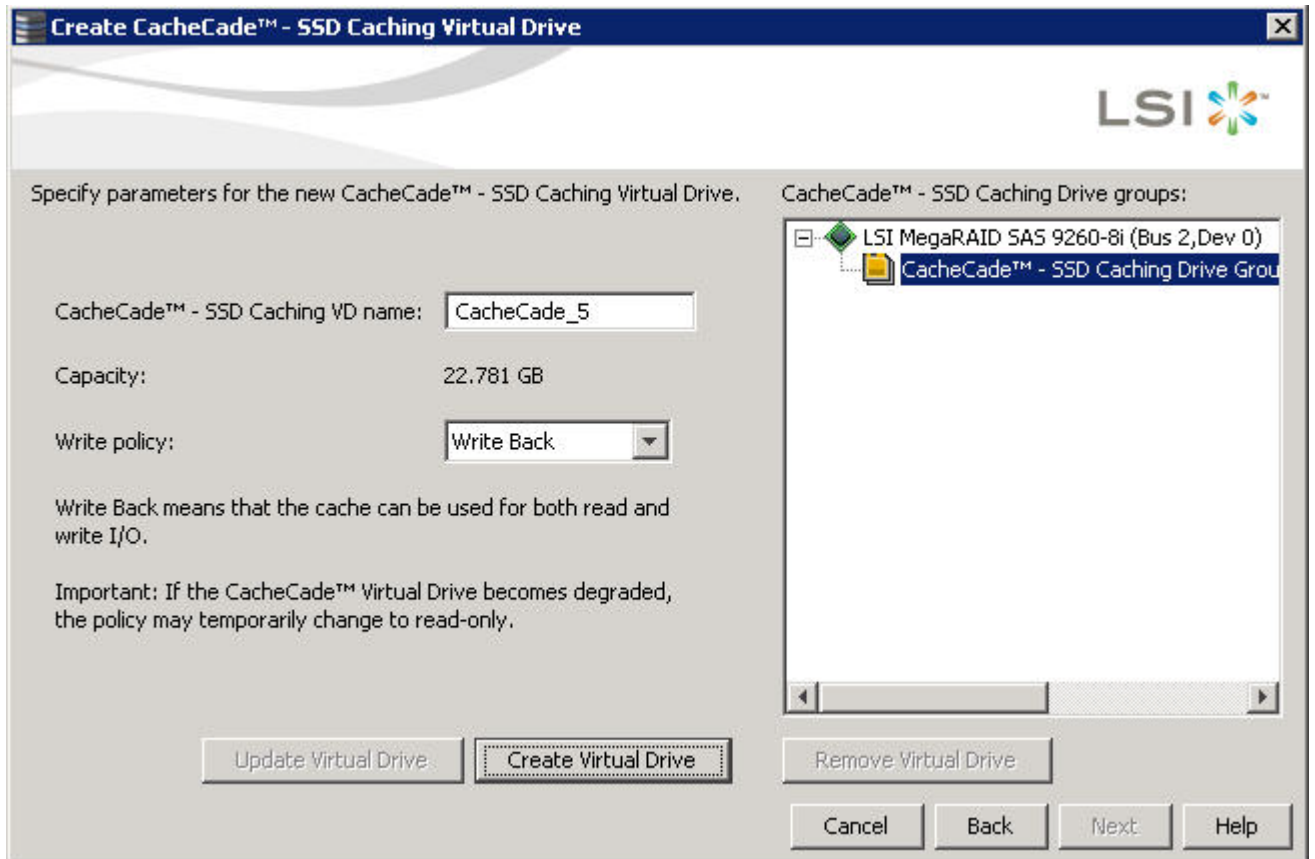 Create CacheCade™ - SSD Caching Virtual Drive
LSI™
Specify parameters for the new CacheCade™ - SSD Caching Virtual Drive.
CacheCade™ - SSD Caching VD name: CacheCade_5
Capacity: 22.781 GB
Write policy: Write Back
Write Back means that the cache can be used for both read and
write I/O.
Important: If the CacheCade™ Virtual Drive becomes degraded,
the policy may temporarily change to read-only.
CacheCade™ - SSD Caching Drive groups:
LSI MegaRAID SAS 9260-8i (Bus 2,Dev 0)
CacheCade™ - SSD Caching Drive Grou
Update Virtual Drive
Create Virtual Drive
Remove Virtual Drive
Cancel
Back
Next
Help